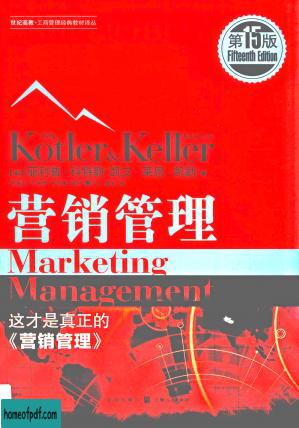 世纪高教·工商管理经典教材译丛
第15版
Fifteenth Edition
Kotler & Keller
营销管理
Marketing
Management
这才是真正的
《营销管理》
homeofpdf.com